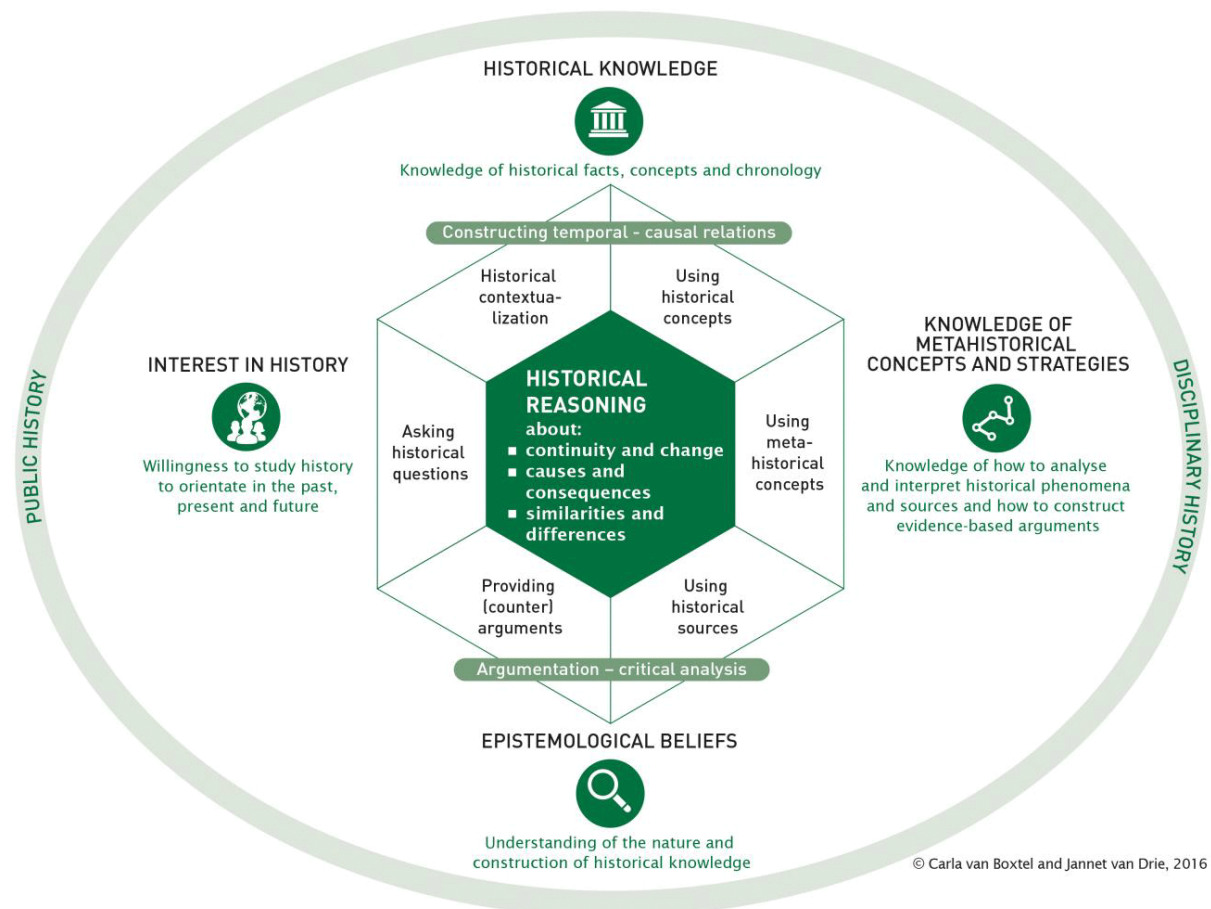 HISTORICAL KNOWLEDGE
Knowledge of historical facts, concepts and chronology
Constructing temporal - causal relations
Historical
contextua-
lization
Using
historical
concepts
INTEREST IN HISTORY
Willingness to study history
to orientate in the past,
present and future
PUBLIC HISTORY
Asking
historical
questions
HISTORICAL
REASONING
about:
▪ continuity and change
▪ causes and
consequences
▪ similarities and
differences
Using
meta-
historical
concepts
KNOWLEDGE OF
METAHISTORICAL
CONCEPTS AND STRATEGIES
Knowledge of how to analyse
and interpret historical phenomena
and sources and how to construct
evidence-based arguments
DISCIPLINARY HISTORY
Providing
(counter)
arguments
Using
historical
sources
Argumentation – critical analysis
EPISTEMOLOGICAL BELIEFS
Understanding of the nature and
construction of historical knowledge
© Carla van Boxtel and Jannet van Drie, 2016